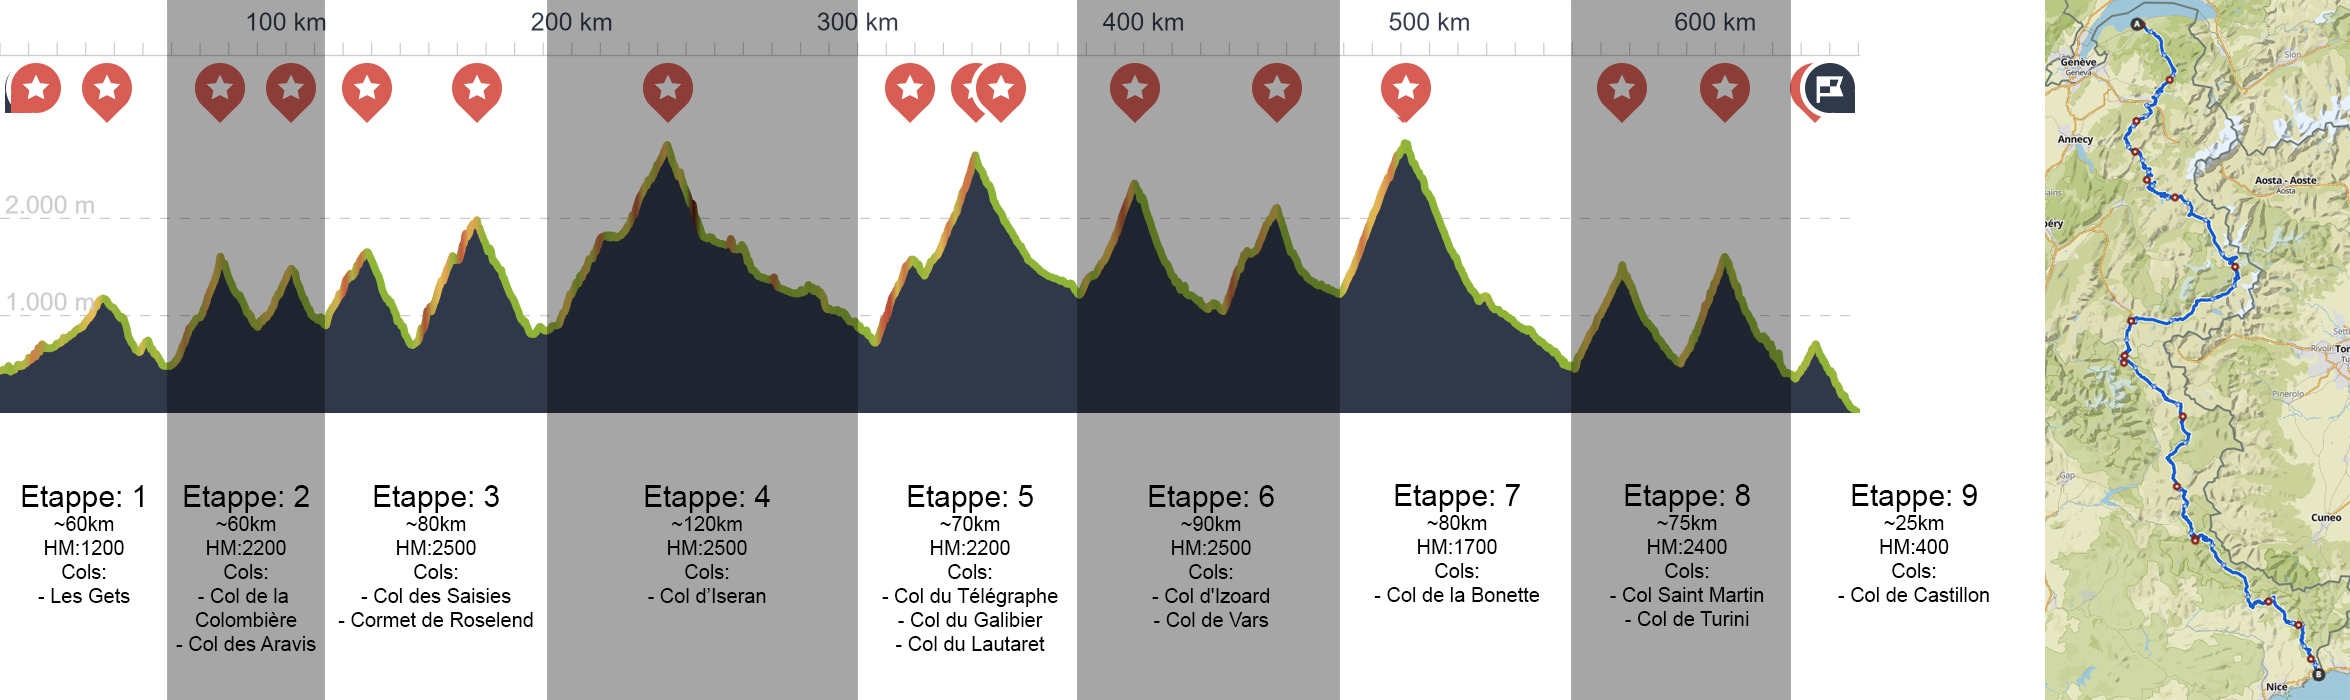 100 km
200 km
300 km
400 km
500 km
600 km
2.000 m
1.000 m
Etappe: 1
~60km
HM:1200
Cols:
- Les Gets
Etappe: 2
~60km
HM:2200
Cols:
- Col de la
Colombière
- Col des Aravis
Etappe: 3
~80km
HM:2500
Cols:
- Col des Saisies
- Cormet de Roselend
Etappe: 4
~120km
HM:2500
Cols:
- Col d'Iseran
Etappe: 5
~70km
HM:2200
Cols:
- Col du Télégraphe
- Col du Galibier
- Col du Lautaret
Etappe: 6
~90km
HM:2500
Cols:
- Col d'Izoard
- Col de Vars
Etappe: 7
~80km
HM:1700
Cols:
- Col de la Bonette
Etappe: 8
~75km
HM:2400
Cols:
- Col Saint Martin
- Col de Turini
Etappe: 9
~25km
HM:400
Cols:
- Col de Castillon
A
Genève
Geneva
Sion
Annecy
Aosta - Aoste
Aosta
béry
Rivoli
Tor
Pinerolo
Gap
Cuneo
Nice
B